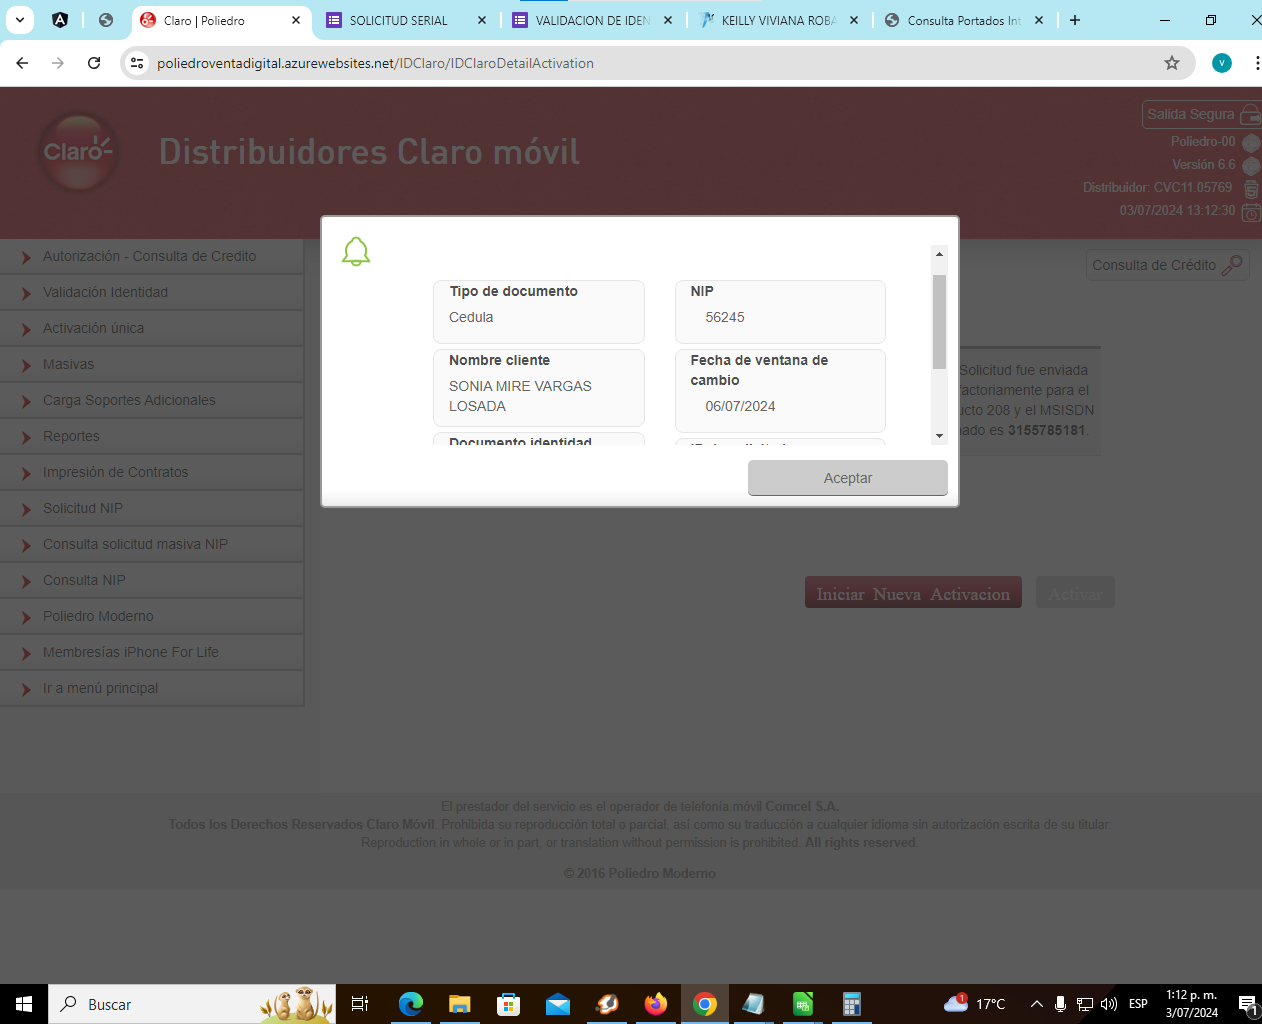 Claro | Poliedro
SOLICITUD SERIAL
VALIDACION DE IDEN
KEILLY VIVIANA ROBA
Consulta Portados Int
poliedroventadigital.azurewebsites.net/IDClaro/IDClaroDetailActivation
v
Claro
Distribuidores Claro móvil
Salida Segura
Poliedro-00
Versión 6.6
Distribuidor: CVC11.05769
03/07/2024 13:12:30
Autorización - Consulta de Credito
Validación Identidad
Activación única
Masivas
Carga Soportes Adicionales
Reportes
Impresión de Contratos
Solicitud NIP
Consulta solicitud masiva NIP
Consulta NIP
Poliedro Moderno
Membresías iPhone For Life
Ir a menú principal
Consulta de Crédito
Tipo de documento
Cedula
NIP
56245
Nombre cliente
SONIA MIRE VARGAS
LOSADA
Fecha de ventana de
cambio
06/07/2024
Documento identidad
Aceptar
Solicitud fue enviada
factoriamente para el
ucto 208 y el MSISDN
nado es 3155785181.
Iniciar Nueva Activacion
Activar
El prestador del servicio es el operador de telefonía móvil Comcel S.A.
Todos los Derechos Reservados Claro Móvil. Prohibida su reproducción total o parcial, así como su traducción a cualquier idioma sin autorización escrita de su titular.
Reproduction in whole or in part, or translation without permission is prohibited. All rights reserved.
© 2016 Poliedro Moderno
Buscar
1
17°C
ESP
1:12 p. m.
3/07/2024
1